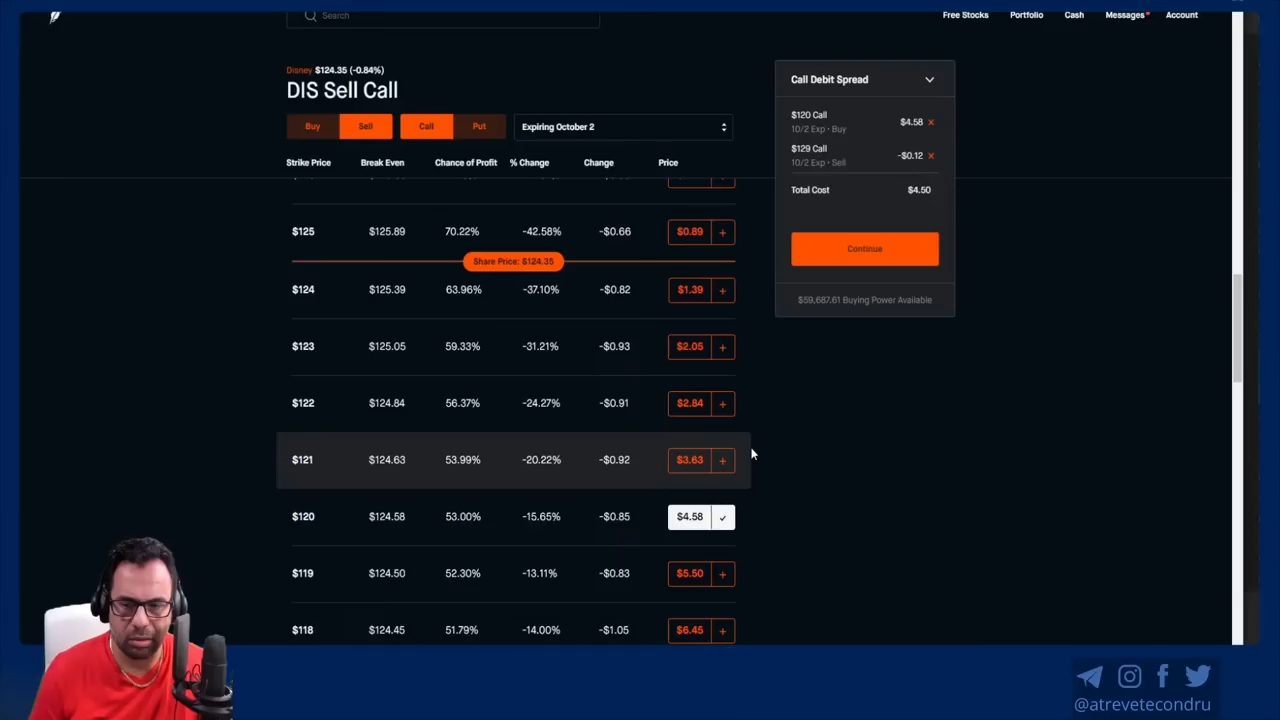 Search
Free Stocks Portfolio Cash Messages Account
Disney $124.35 (-0.84%)
DIS Sell Call
Buy Sell Call Put Expiring October 2
Strike Price Break Even Chance of Profit % Change Change Price
$125 $125.89 70.22% -42.58% -$0.66 $0.89 +
Share Price: $124.35
$124 $125.39 63.96% -37.10% -$0.82 $1.39 +
$123 $125.05 59.33% -31.21% -$0.93 $2.05 +
$122 $124.84 56.37% -24.27% -$0.91 $2.84 +
$121 $124.63 53.99% -20.22% -$0.92 $3.63 +
$120 $124.58 53.00% -15.65% -$0.85 $4.58 ✓
$119 $124.50 52.30% -13.11% -$0.83 $5.50 +
$118 $124.45 51.79% -14.00% -$1.05 $6.45 +
Call Debit Spread
$120 Call $4.58 ×
10/2 Exp • Buy
$129 Call -$0.12 ×
10/2 Exp • Sell
Total Cost $4.50
Continue
$59,687.61 Buying Power Available
@atrevetecondru